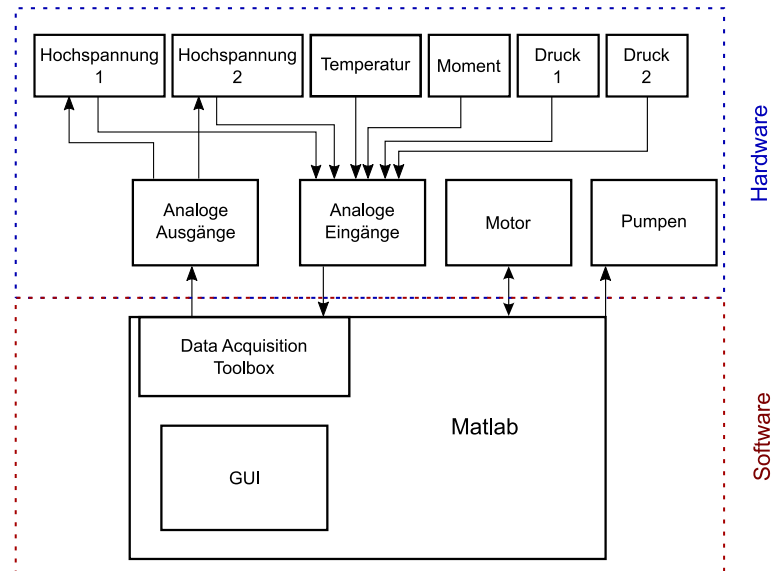 Hochspannung
1
Hochspannung
2
Temperatur
Moment
Druck
1
Druck
2
Hardware
Analoge
Ausgänge
Analoge
Eingänge
Motor
Pumpen
Data Acquisition
Toolbox
Matlab
GUI
Software